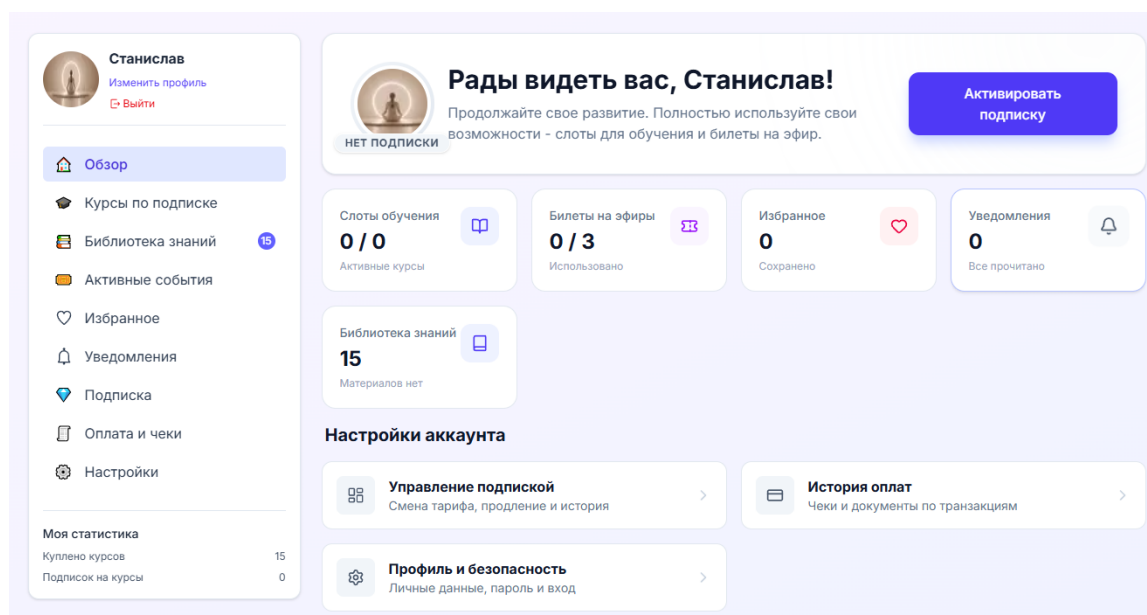 Станислав
Изменить профиль
Выйти
Обзор
Курсы по подписке
Библиотека знаний
15
Активные события
Избранное
Уведомления
Подписка
Оплата и чеки
Настройки
Моя статистика
Куплено курсов 15
Подписок на курсы 0
НЕТ ПОДПИСКИ
Рады видеть вас, Станислав!
Продолжайте свое развитие. Полностью используйте свои
возможности - слоты для обучения и билеты на эфир.
Активировать
подписку
Слоты обучения
0 / 0
Активные курсы
Билеты на эфиры
0 / 3
Использовано
Избранное
0
Сохранено
Уведомления
0
Все прочитано
Библиотека знаний
15
Материалов нет
Настройки аккаунта
Управление подпиской
Смена тарифа, продление и история
История оплат
Чеки и документы по транзакциям
Профиль и безопасность
Личные данные, пароль и вход